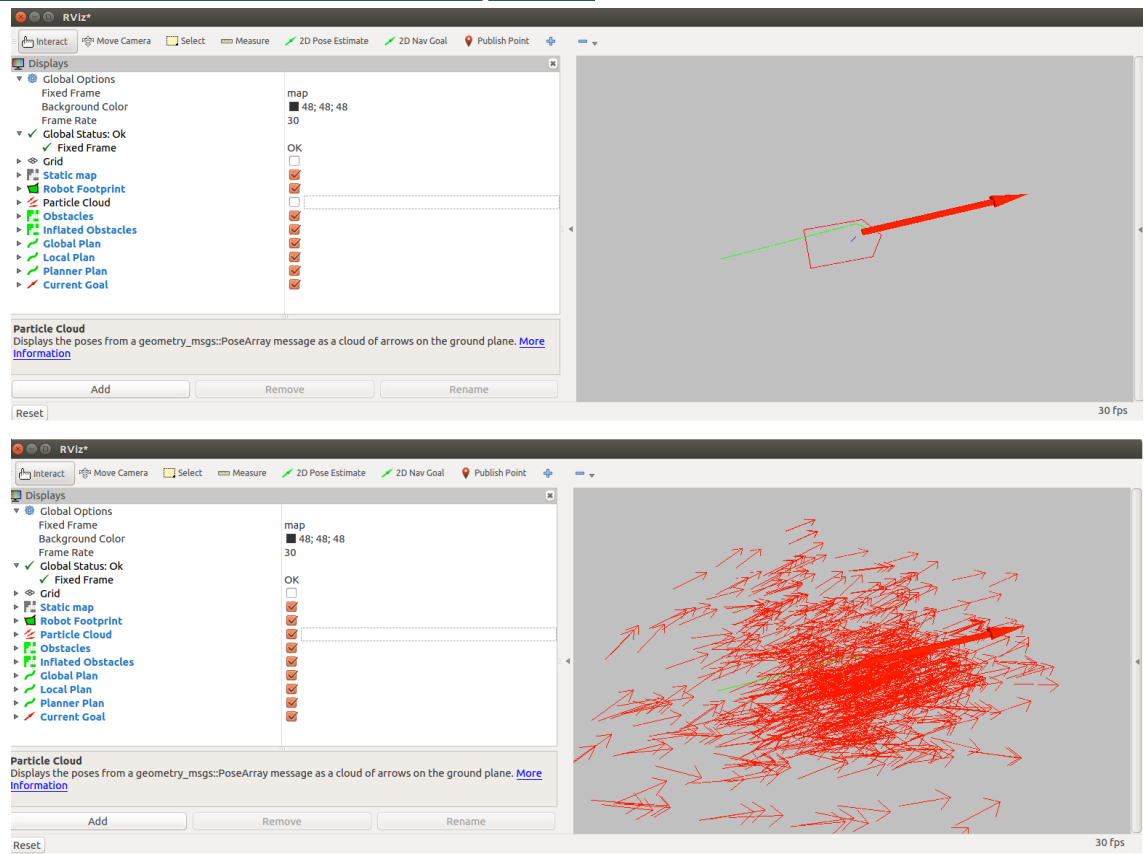 RViz*
Interact Move Camera Select Measure 2D Pose Estimate 2D Nav Goal Publish Point
Displays
Global Options
Fixed Frame map
Background Color 48; 48; 48
Frame Rate 30
Global Status: Ok
Fixed Frame OK
Grid
Static map
Robot Footprint
Particle Cloud
Obstacles
Inflated Obstacles
Global Plan
Local Plan
Planner Plan
Current Goal
Particle Cloud
Displays the poses from a geometry_msgs::PoseArray message as a cloud of arrows on the ground plane. More
Information
Add Remove Rename
Reset 30 fps
RViz*
Interact Move Camera Select Measure 2D Pose Estimate 2D Nav Goal Publish Point
Displays
Global Options
Fixed Frame map
Background Color 48; 48; 48
Frame Rate 30
Global Status: Ok
Fixed Frame OK
Grid
Static map
Robot Footprint
Particle Cloud
Obstacles
Inflated Obstacles
Global Plan
Local Plan
Planner Plan
Current Goal
Particle Cloud
Displays the poses from a geometry_msgs::PoseArray message as a cloud of arrows on the ground plane. More
Information
Add Remove Rename
Reset 30 fps